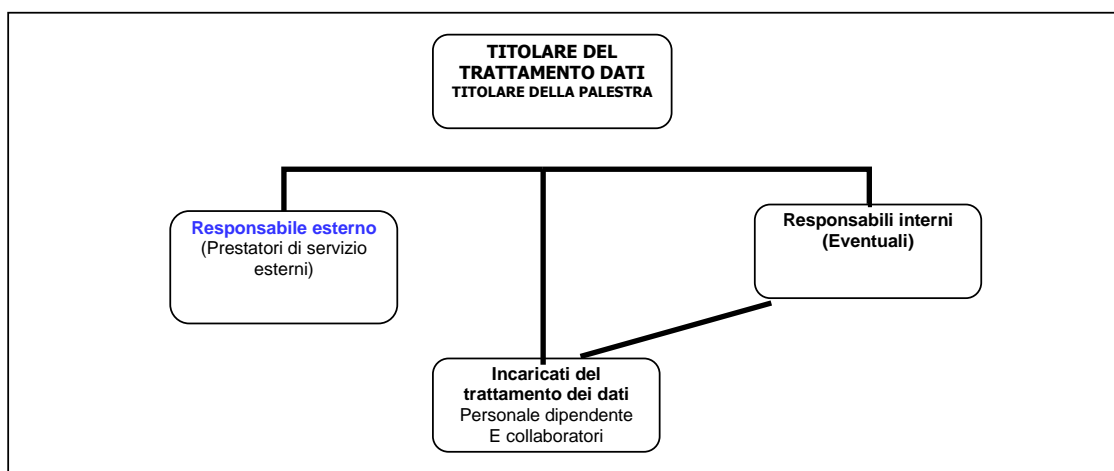 TITOLARE DEL
TRATTAMENTO DATI
TITOLARE DELLA PALESTRA
Responsabile esterno
(Prestatori di servizio
esterni)
Responsabili interni
(Eventuali)
Incaricati del
trattamento dei dati
Personale dipendente
E collaboratori